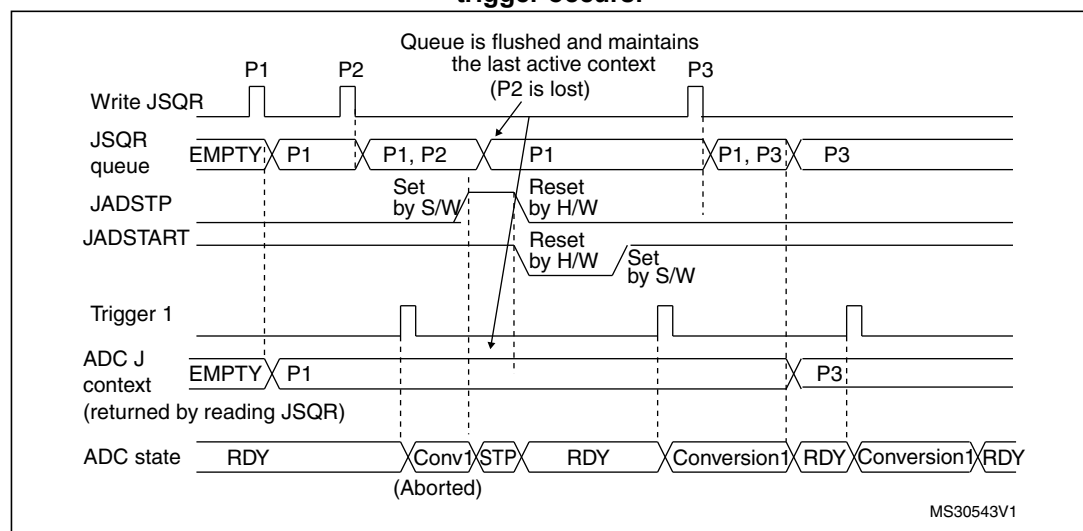 trigger occurs.
Queue is flushed and maintains
the last active context
(P2 is lost)
P1 P2 P3
Write JSQR
JSQR
queue
EMPTY P1 P1, P2 P1 P1, P3 P3
Set
by S/W
Reset
by H/W
JADSTP
JADSTART
Reset
by H/W
Set
by S/W
Trigger 1
ADC J
context
(returned by reading JSQR)
EMPTY P1 P3
ADC state RDY Conv1 STP RDY Conversion1 RDY Conversion1 RDY
(Aborted)
MS30543V1